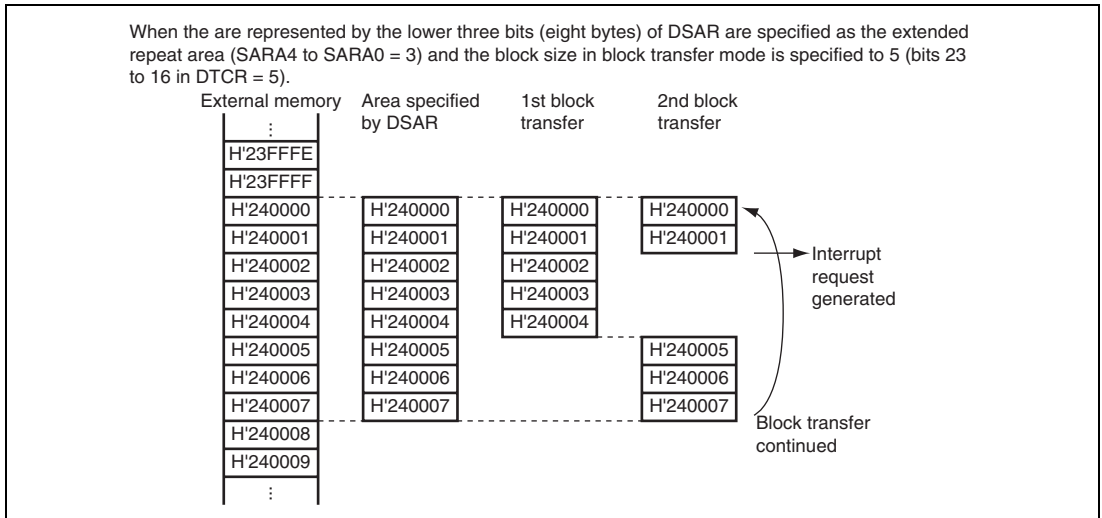 When the are represented by the lower three bits (eight bytes) of DSAR are specified as the extended
repeat area (SARA4 to SARA0 = 3) and the block size in block transfer mode is specified to 5 (bits 23
to 16 in DTCR = 5).
External memory
⋮
H'23FFFE
H'23FFFF
H'240000
H'240001
H'240002
H'240003
H'240004
H'240005
H'240006
H'240007
H'240008
H'240009
⋮
Area specified
by DSAR
H'240000
H'240001
H'240002
H'240003
H'240004
H'240005
H'240006
H'240007
1st block
transfer
H'240000
H'240001
H'240002
H'240003
H'240004
2nd block
transfer
H'240000
H'240001
H'240005
H'240006
H'240007
Interrupt
request
generated
Block transfer
continued